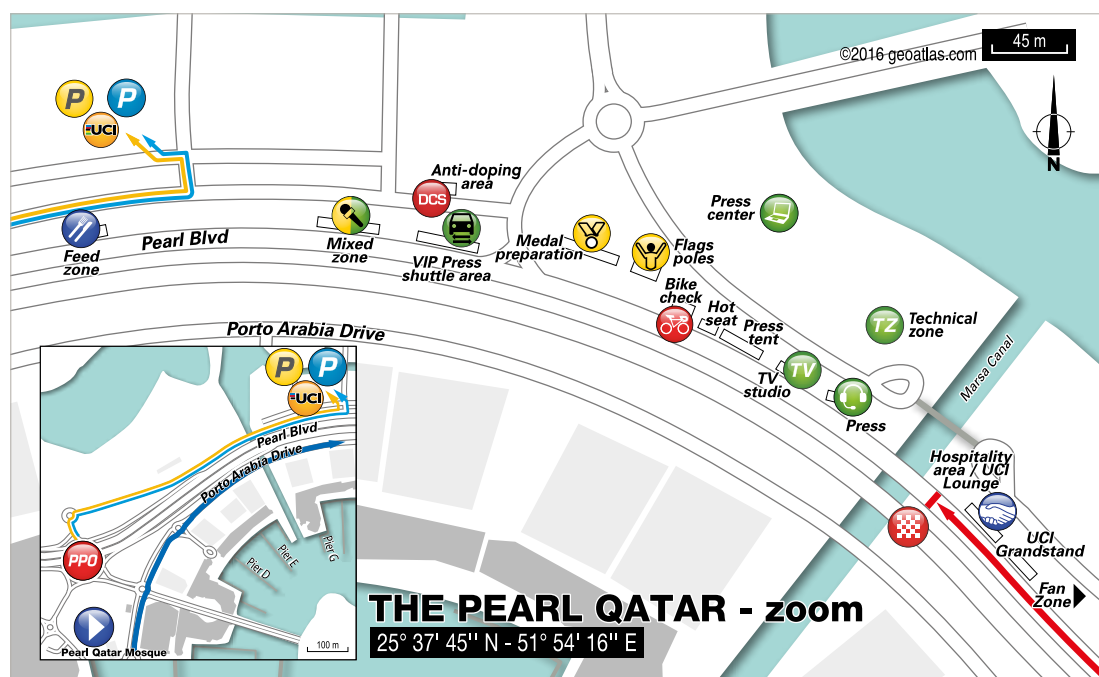 ©2016 geoatlas.com
45 m
N
P
P
UCI
Anti-doping
area
DCS
Press
center
Feed
zone
Pearl Blvd
Mixed
zone
VIP Press
shuttle area
Medal
preparation
Flags
poles
Bike
check
Hot
seat
Press
tent
TZ
Technical
zone
Porto Arabia Drive
TV
TV
studio
Press
Marsa Canal
Hospitality
area / UCI
Lounge
UCI
Grandstand
Fan
Zone
P
P
UCI
Pearl Blvd
Porto Arabia Drive
PPO
Pier D
Pier E
Pier G
Pearl Qatar Mosque
100 m
THE PEARL QATAR - zoom
25° 37' 45'' N - 51° 54' 16'' E